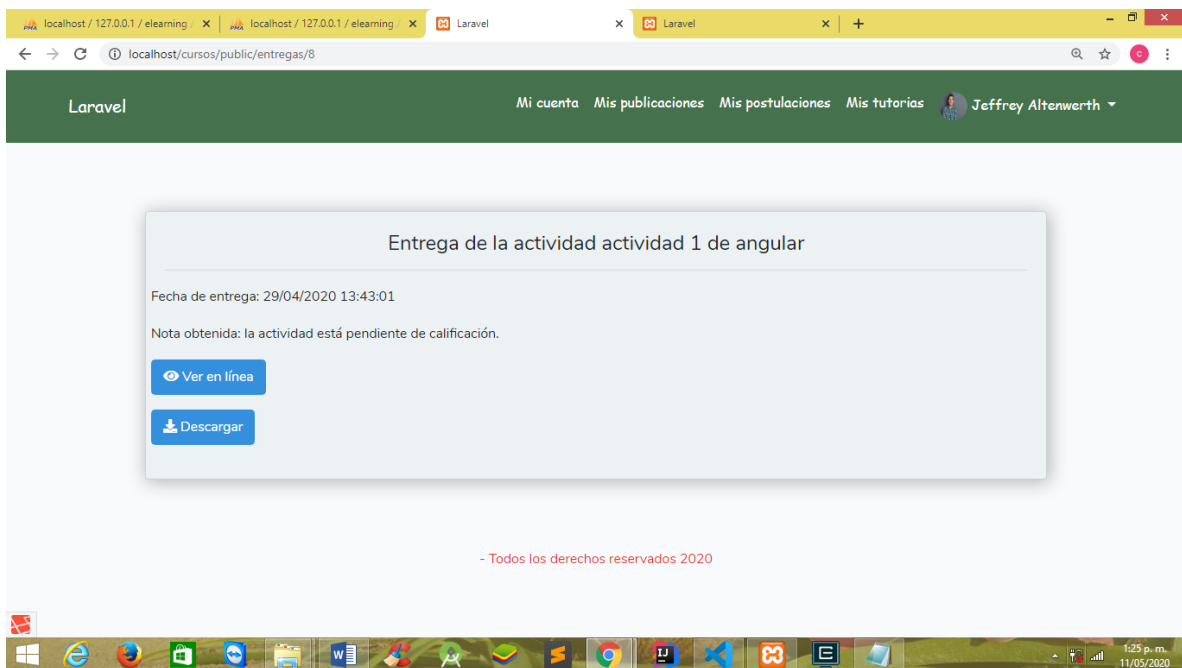 localhost / 127.0.0.1 / elearning /
localhost / 127.0.0.1 / elearning /
Laravel
Laravel
localhost/cursos/public/entregas/8
c
Laravel
Mi cuenta Mis publicaciones Mis postulaciones Mis tutorias Jeffrey Altenwerth
Entrega de la actividad actividad 1 de angular
Fecha de entrega: 29/04/2020 13:43:01
Nota obtenida: la actividad está pendiente de calificación.
Ver en línea
Descargar
- Todos los derechos reservados 2020
1:25 p. m.
11/05/2020